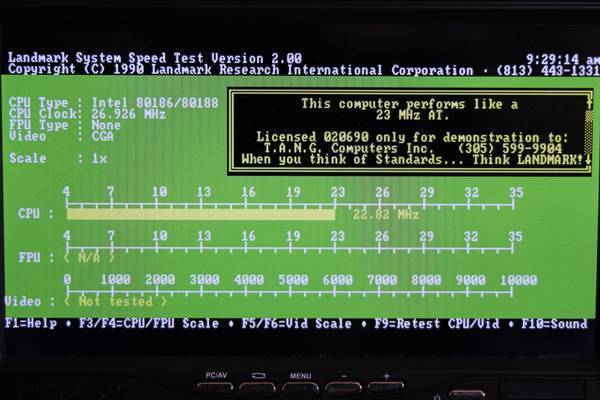 Landmark System Speed Test Version 2.00 9:29:14 am
Copyright (C) 1990 Landmark Research International Corporation · (813) 443-1331
CPU Type : Intel 80186/80188
CPU Clock: 26.926 MHz
FPU Type : None
Video : CGA
Scale : 1x
This computer performs like a
23 MHz AT.
Licensed 020690 only for demonstration to:
T.A.N.G. Computers Inc. (305) 599-9904
When you think of Standards... Think LANDMARK!
4 7 10 13 16 19 23 26 29 32 35
CPU : 22.82 MHz
4 7 10 13 16 19 23 26 29 32 35
FPU : ( N/A )
0 1000 2000 3000 4000 5000 6000 7000 8000 9000 10000
Video : ( Not tested )
F1=Help ♦ F3/F4=CPU/FPU Scale ♦ F5/F6=Vid Scale ♦ F9=Retest CPU/Vid ♦ F10=Sound
PC/AV MENU − +